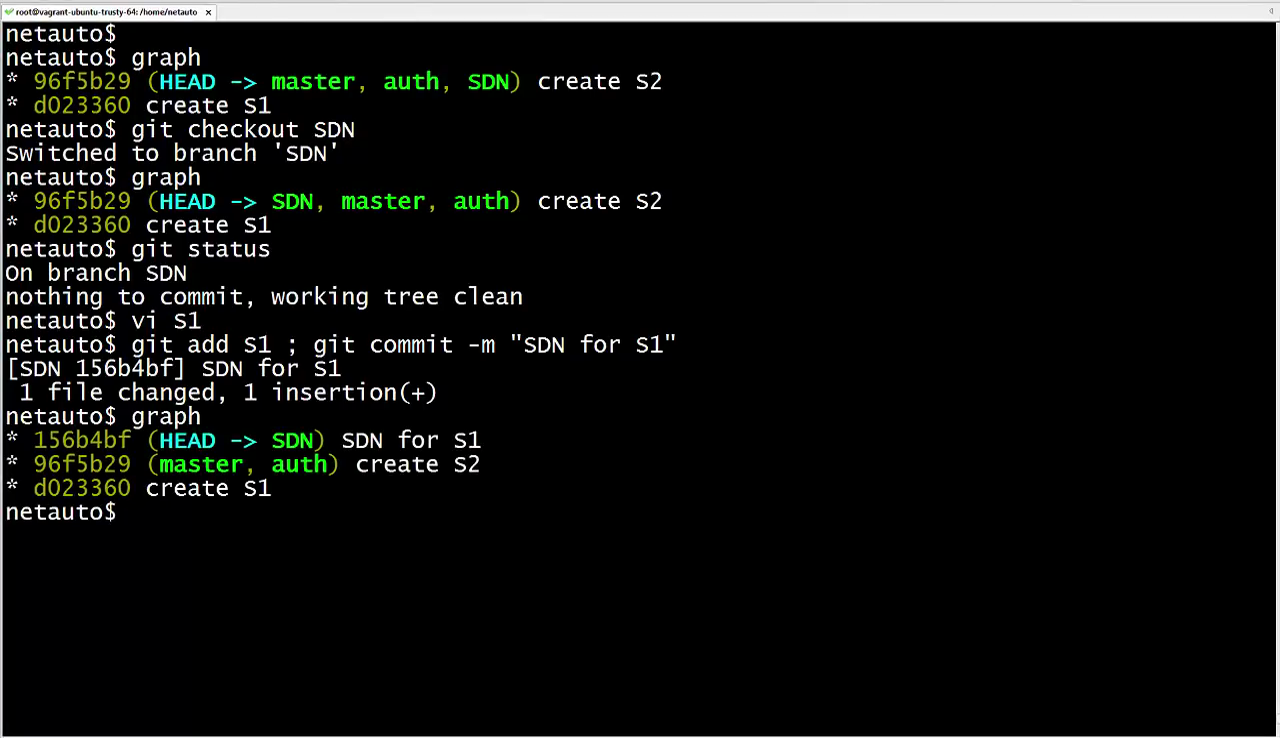 root@vagrant-ubuntu-trusty-64: /home/netauto ×
netauto$
netauto$ graph
* 96f5b29 (HEAD -> master, auth, SDN) create S2
* d023360 create S1
netauto$ git checkout SDN
Switched to branch 'SDN'
netauto$ graph
* 96f5b29 (HEAD -> SDN, master, auth) create S2
* d023360 create S1
netauto$ git status
On branch SDN
nothing to commit, working tree clean
netauto$ vi S1
netauto$ git add S1 ; git commit -m "SDN for S1"
[SDN 156b4bf] SDN for S1
 1 file changed, 1 insertion(+)
netauto$ graph
* 156b4bf (HEAD -> SDN) SDN for S1
* 96f5b29 (master, auth) create S2
* d023360 create S1
netauto$